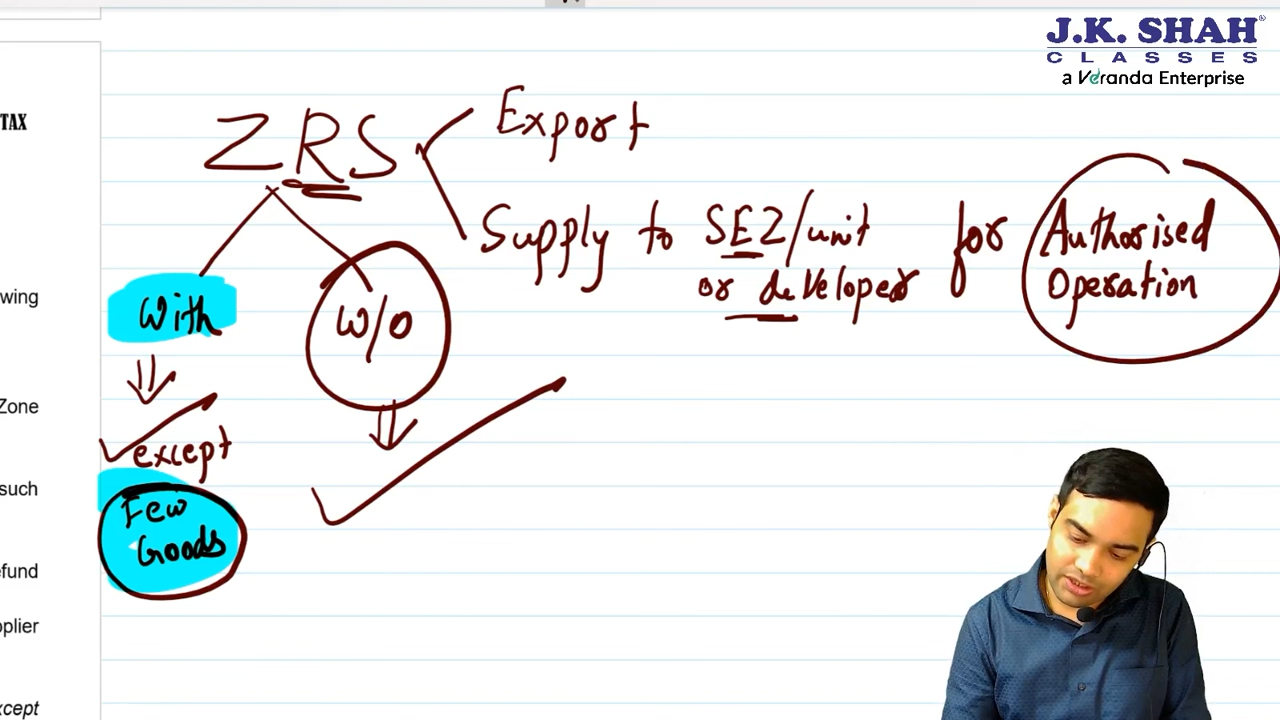 J.K. SHAH
CLASSES
a Veranda Enterprise
TAX
wing
Zone
such
efund
pplier
xcept
ZRS
Export
Supply to SEZ/unit
or developer
for
Authorised
Operation
With
W/O
except
Few
Goods